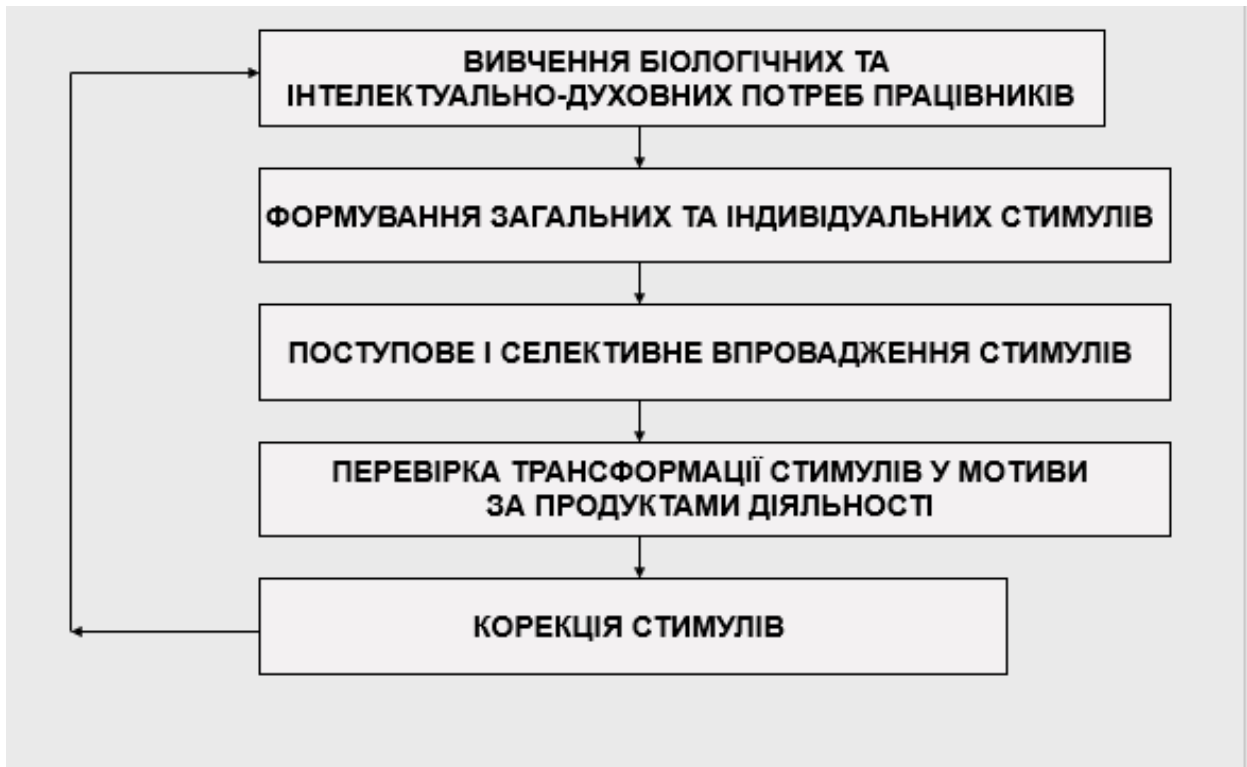 ВИВЧЕННЯ БІОЛОГІЧНИХ ТА
ІНТЕЛЕКТУАЛЬНО-ДУХОВНИХ ПОТРЕБ ПРАЦІВНИКІВ
ФОРМУВАННЯ ЗАГАЛЬНИХ ТА ІНДИВІДУАЛЬНИХ СТИМУЛІВ
ПОСТУПОВЕ І СЕЛЕКТИВНЕ ВПРОВАДЖЕННЯ СТИМУЛІВ
ПЕРЕВІРКА ТРАНСФОРМАЦІЇ СТИМУЛІВ У МОТИВИ
ЗА ПРОДУКТАМИ ДІЯЛЬНОСТІ
КОРЕКЦІЯ СТИМУЛІВ